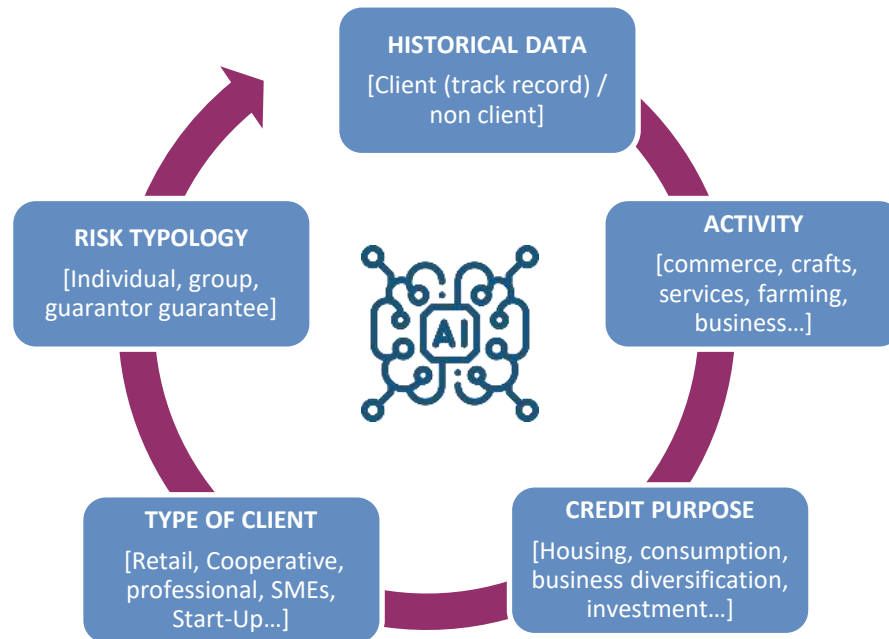 HISTORICAL DATA
[Client (track record) /
non client]
ACTIVITY
[commerce, crafts,
services, farming,
business…]
CREDIT PURPOSE
[Housing, consumption,
business diversification,
investment…]
TYPE OF CLIENT
[Retail, Cooperative,
professional, SMEs,
Start-Up…]
RISK TYPOLOGY
[Individual, group,
guarantor guarantee]
AI